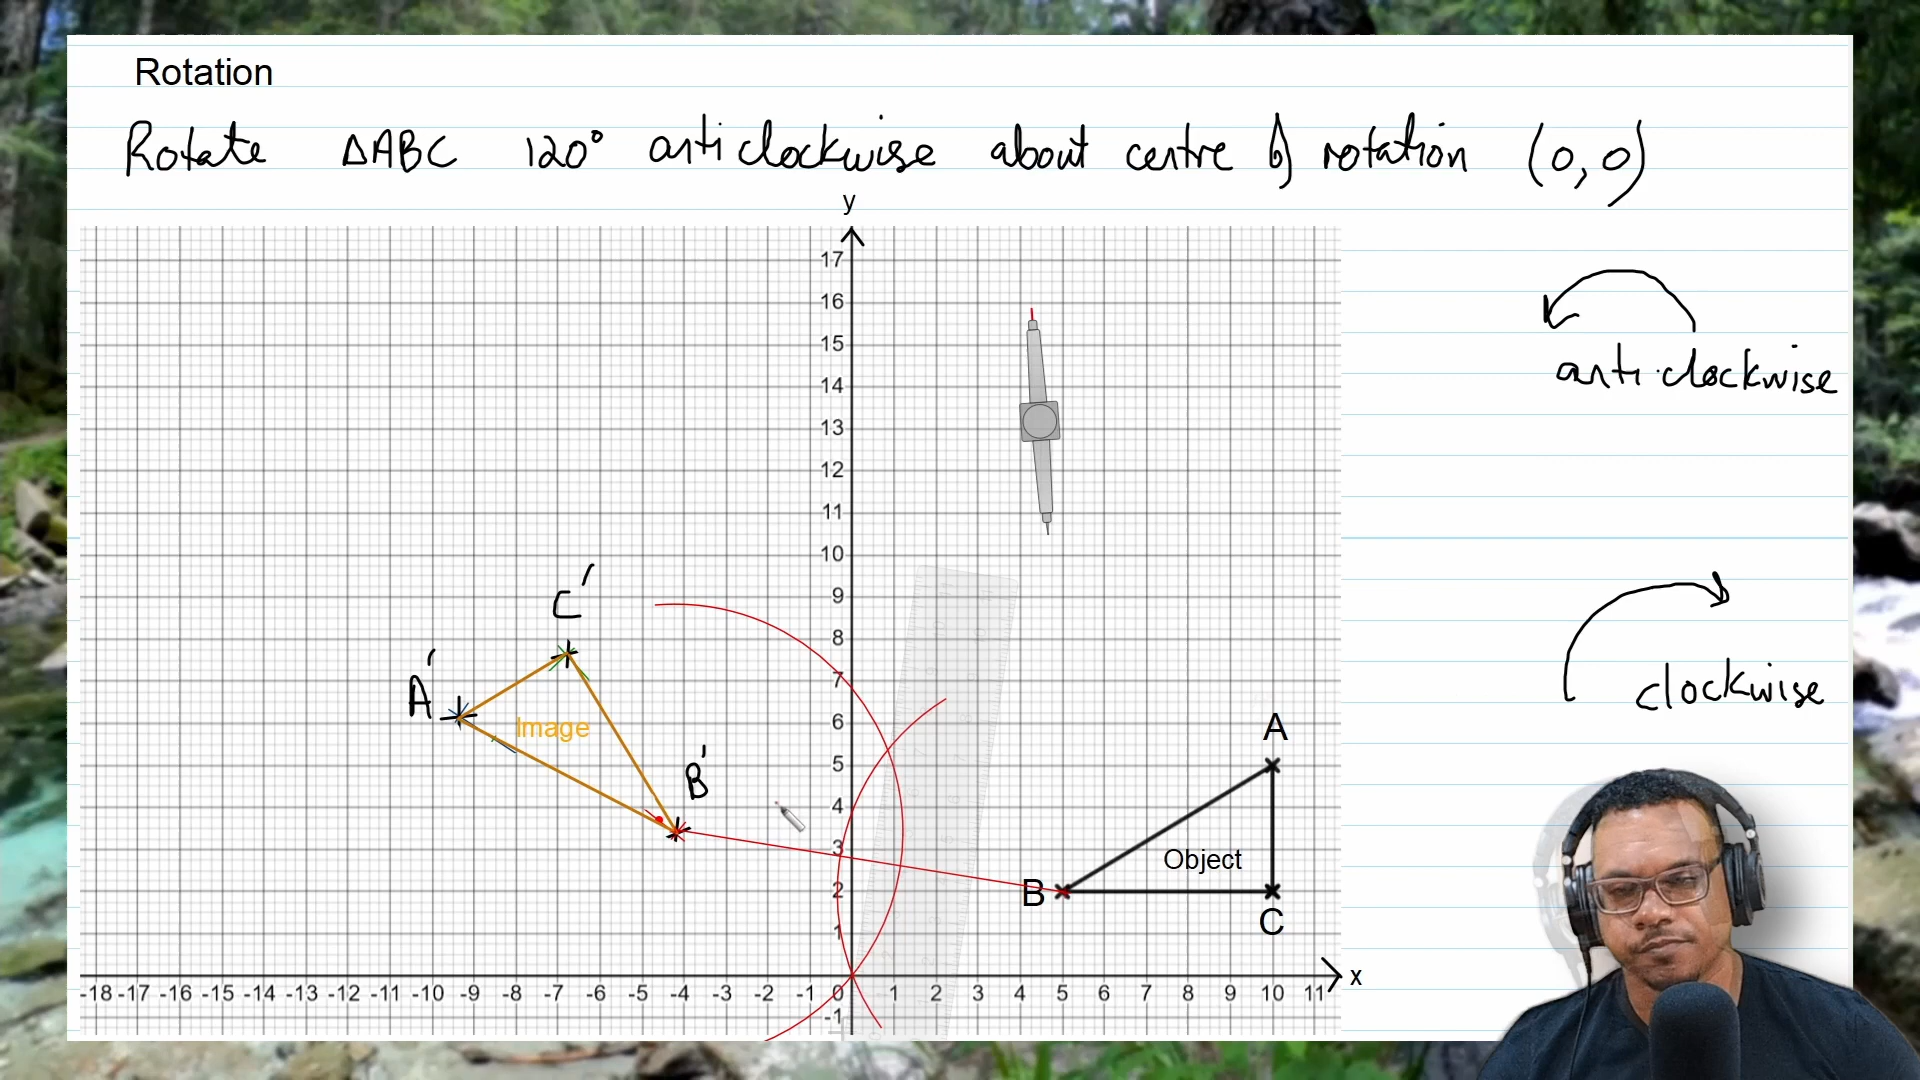 Rotation
Rotate ΔABC 120° anticlockwise about centre of rotation (0,0)
y
17
16
15
14
13
12
11
10
9
8
7
6
5
4
3
2
1
-1
-18 -17 -16 -15 -14 -13 -12 -11 -10 -9 -8 -7 -6 -5 -4 -3 -2 -1 0 1 2 3 4 5 6 7 8 9 10 11 x
anticlockwise
C'
A'
Image
B'
clockwise
A
Object
B
C